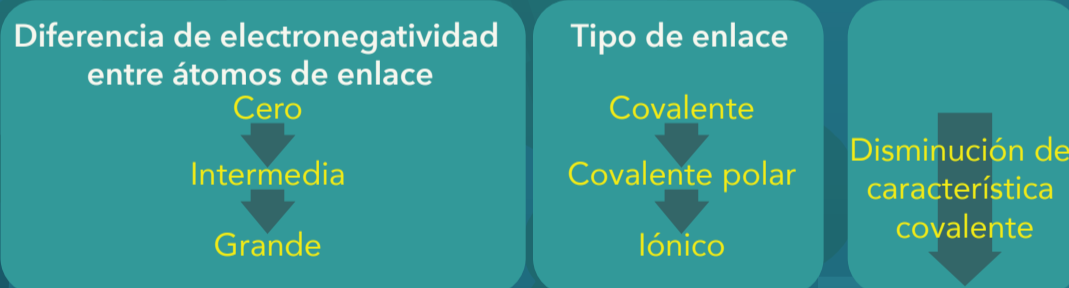 Diferencia de electronegatividad
entre átomos de enlace
Cero
Intermedia
Grande
Tipo de enlace
Covalente
Covalente polar
Iónico
Disminución de
característica
covalente